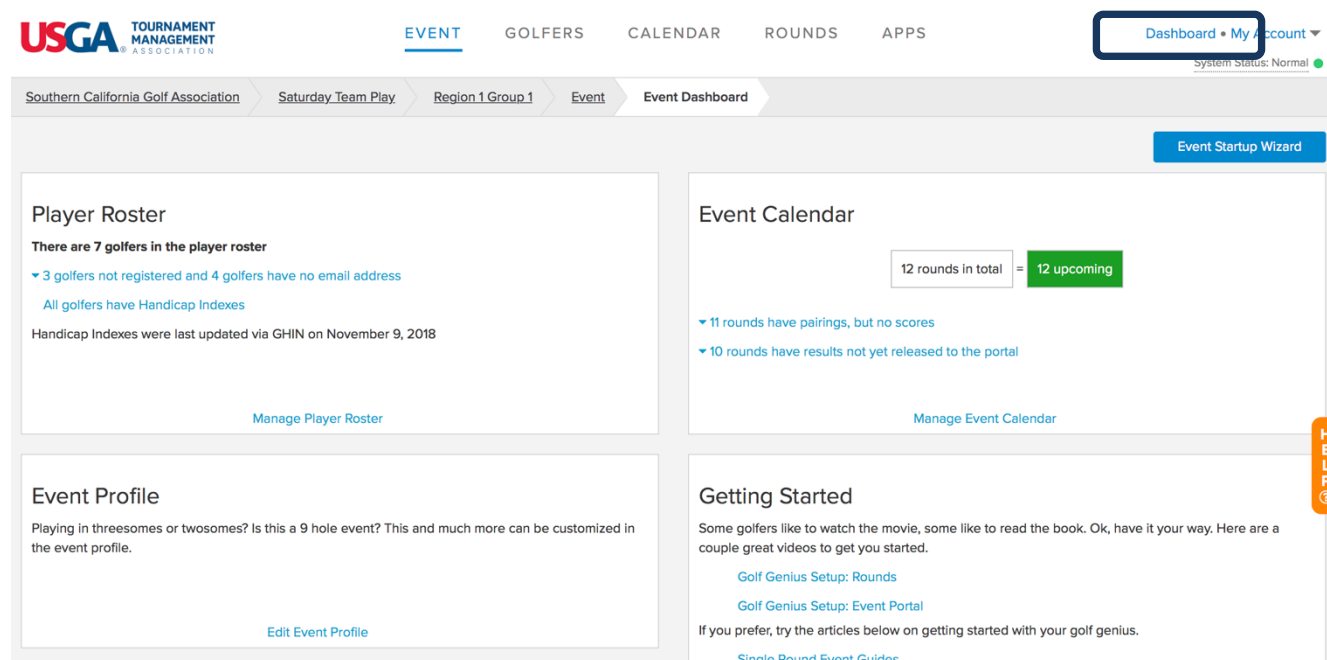 USGA® TOURNAMENT
MANAGEMENT
ASSOCIATION
EVENT GOLFERS CALENDAR ROUNDS APPS
Dashboard • My Account
System Status: Normal
Southern California Golf Association Saturday Team Play Region 1 Group 1 Event Event Dashboard
Event Startup Wizard
Player Roster
There are 7 golfers in the player roster
3 golfers not registered and 4 golfers have no email address
All golfers have Handicap Indexes
Handicap Indexes were last updated via GHIN on November 9, 2018
Manage Player Roster
Event Calendar
12 rounds in total = 12 upcoming
11 rounds have pairings, but no scores
10 rounds have results not yet released to the portal
Manage Event Calendar
HELP
Event Profile
Playing in threesomes or twosomes? Is this a 9 hole event? This and much more can be customized in
the event profile.
Edit Event Profile
Getting Started
Some golfers like to watch the movie, some like to read the book. Ok, have it your way. Here are a
couple great videos to get you started.
Golf Genius Setup: Rounds
Golf Genius Setup: Event Portal
If you prefer, try the articles below on getting started with your golf genius.
Single Round Event Guides